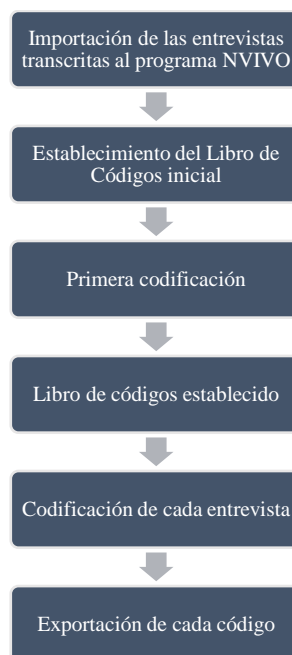 Importación de las entrevistas
transcritas al programa NVIVO
Establecimiento del Libro de
Códigos inicial
Primera codificación
Libro de códigos establecido
Codificación de cada entrevista
Exportación de cada código